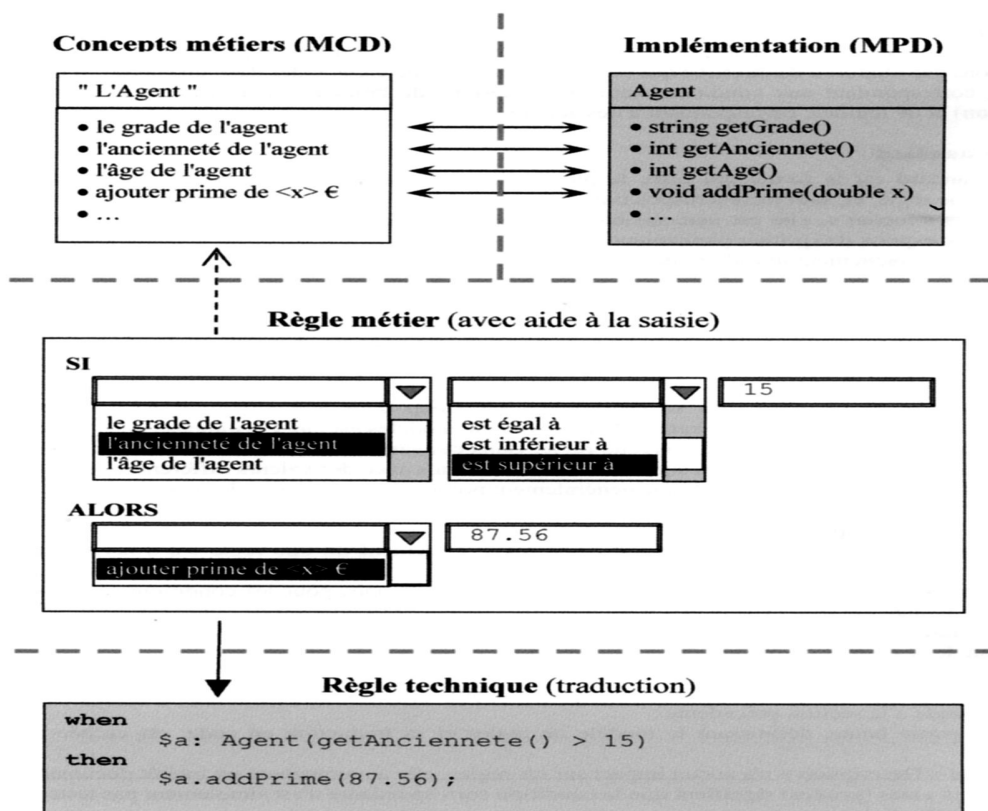 Concepts métiers (MCD)
" L'Agent "
• le grade de l'agent
• l'ancienneté de l'agent
• l'âge de l'agent
• ajouter prime de <x> €
• ...
Implémentation (MPD)
Agent
• string getGrade()
• int getAnciennete()
• int getAge()
• void addPrime(double x)
• ...
Règle métier (avec aide à la saisie)
SI
le grade de l'agent
l'ancienneté de l'agent
l'âge de l'agent
est égal à
est inférieur à
est supérieur à
15
ALORS
ajouter prime de <x> €
87.56
Règle technique (traduction)
when
$a: Agent(getAnciennete() > 15)
then
$a.addPrime(87.56);